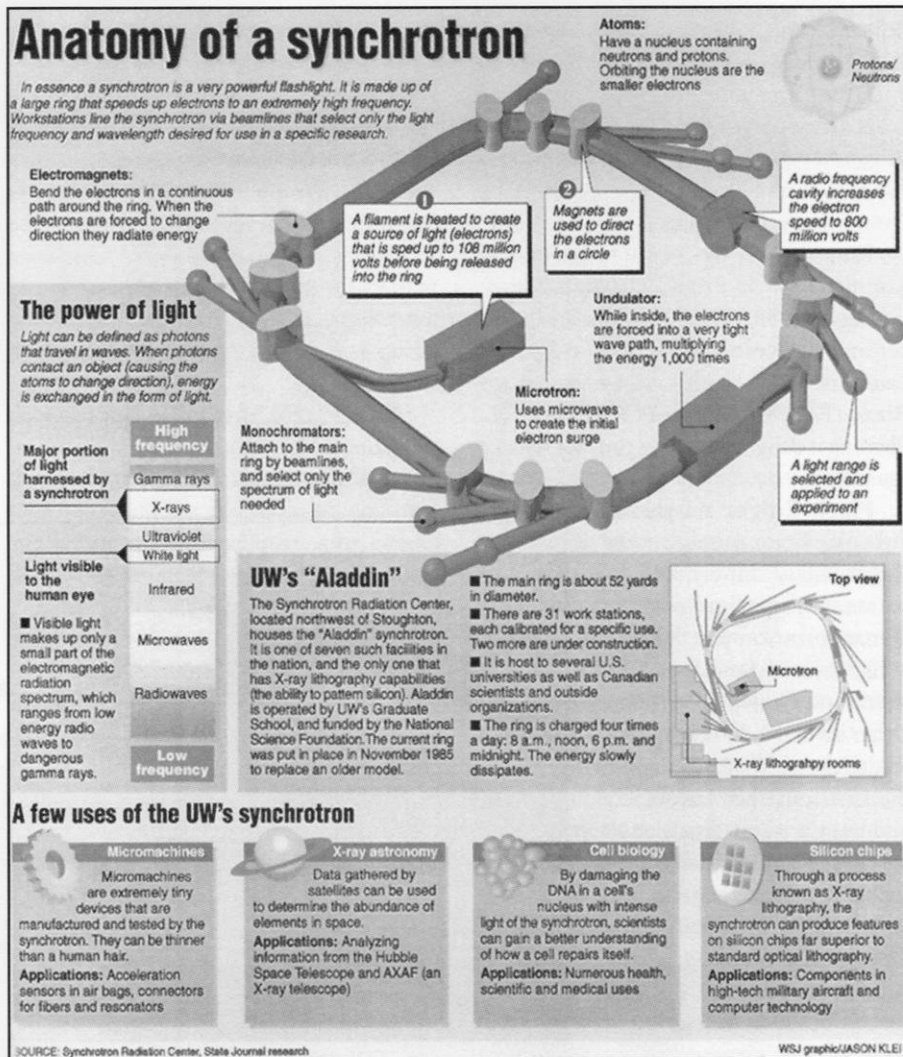 Anatomy of a synchrotron
In essence a synchrotron is a very powerful flashlight. It is made up of
a large ring that speeds up electrons to an extremely high frequency.
Workstations line the synchrotron via beamlines that select only the light
frequency and wavelength desired for use in a specific research.
Atoms:
Have a nucleus containing
neutrons and protons.
Orbiting the nucleus are the
smaller electrons
Protons/
Neutrons
Electromagnets:
Bend the electrons in a continuous
path around the ring. When the
electrons are forced to change
direction they radiate energy
1
A filament is heated to create
a source of light (electrons)
that is sped up to 108 million
volts before being released
into the ring
2
Magnets are
used to direct
the electrons
in a circle
A radio frequency
cavity increases
the electron
speed to 800
million volts
Undulator:
While inside, the electrons
are forced into a very tight
wave path, multiplying
the energy 1,000 times
Microtron:
Uses microwaves
to create the initial
electron surge
Monochromators:
Attach to the main
ring by beamlines,
and select only the
spectrum of light
needed
A light range is
selected and
applied to an
experiment
The power of light
Light can be defined as photons
that travel in waves. When photons
contact an object (causing the
atoms to change direction), energy
is exchanged in the form of light.
High
frequency
Major portion
of light
harnessed by
a synchrotron
Gamma rays
X-rays
Ultraviolet
White light
Light visible
to the
human eye
Infrared
Microwaves
Radiowaves
Low
frequency
■ Visible light
makes up only a
small part of the
electromagnetic
radiation
spectrum, which
ranges from low
energy radio
waves to
dangerous
gamma rays.
UW's "Aladdin"
The Synchrotron Radiation Center,
located northwest of Stoughton,
houses the "Aladdin" synchrotron.
It is one of seven such facilities in
the nation, and the only one that
has X-ray lithography capabilities
(the ability to pattern silicon). Aladdin
is operated by UW's Graduate
School, and funded by the National
Science Foundation. The current ring
was put in place in November 1985
to replace an older model.
■ The main ring is about 52 yards
in diameter.
■ There are 31 work stations,
each calibrated for a specific use.
Two more are under construction.
■ It is host to several U.S.
universities as well as Canadian
scientists and outside
organizations.
■ The ring is charged four times
a day: 8 a.m., noon, 6 p.m. and
midnight. The energy slowly
dissipates.
Top view
Microtron
X-ray lithograhpy rooms
A few uses of the UW's synchrotron
Micromachines
Micromachines
are extremely tiny
devices that are
manufactured and tested by the
synchrotron. They can be thinner
than a human hair.
Applications: Acceleration
sensors in air bags, connectors
for fibers and resonators
X-ray astronomy
Data gathered by
satellites can be used
to determine the abundance of
elements in space.
Applications: Analyzing
information from the Hubble
Space Telescope and AXAF (an
X-ray telescope)
Cell biology
By damaging the
DNA in a cell's
nucleus with intense
light of the synchrotron, scientists
can gain a better understanding
of how a cell repairs itself.
Applications: Numerous health,
scientific and medical uses
Silicon chips
Through a process
known as X-ray
lithography, the
synchrotron can produce features
on silicon chips far superior to
standard optical lithography.
Applications: Components in
high-tech military aircraft and
computer technology
SOURCE: Synchrotron Radiation Center, State Journal research
WSJ graphic/JASON KLEI